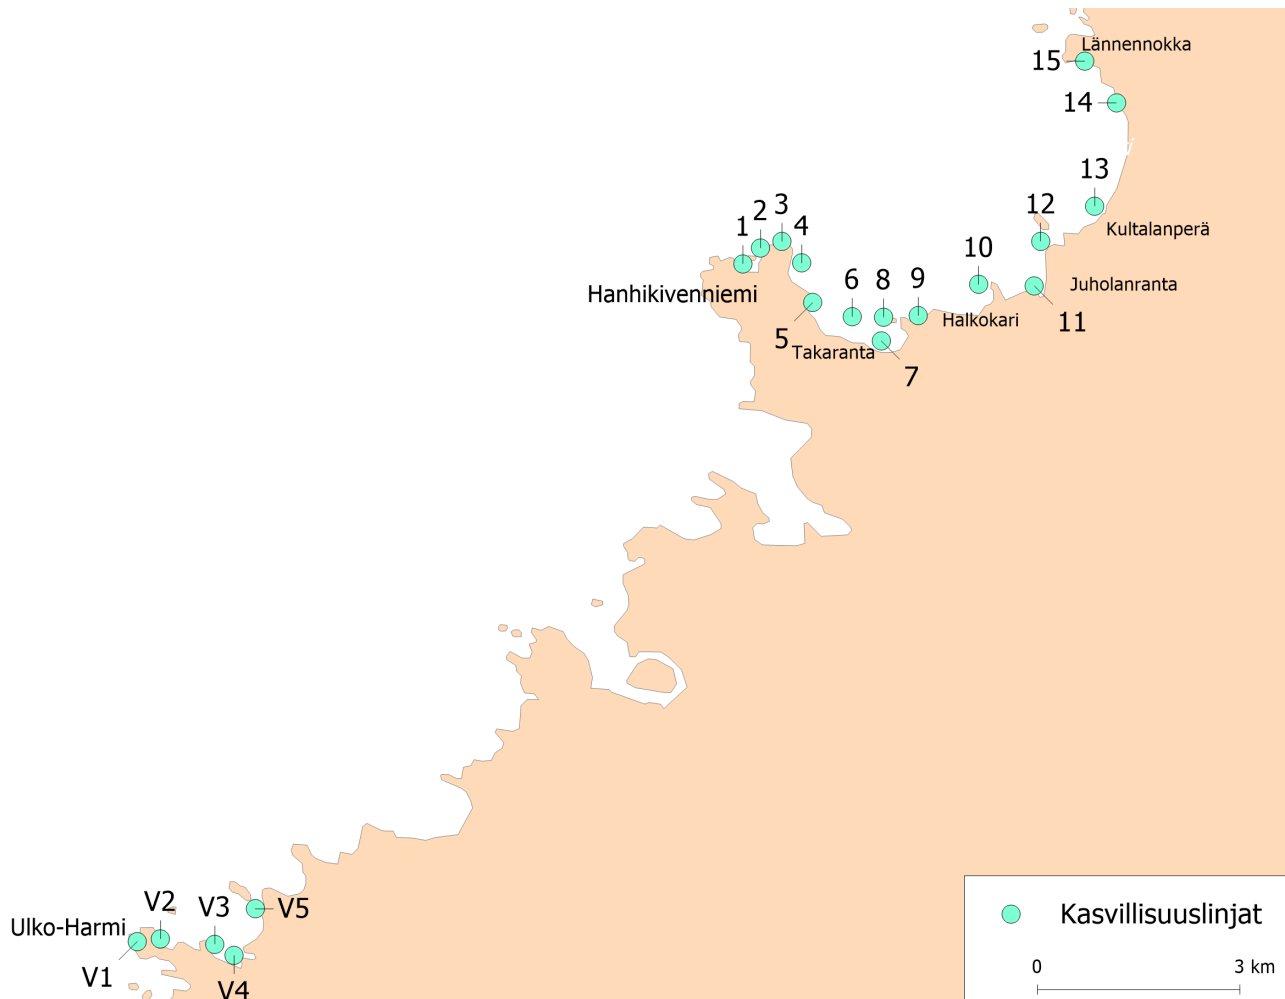 Lännennokka
15
14
13
12
3
2
1
4
Kultalanperä
10
6
8
9
Hanhikivenniemi
Juholanranta
Halkokari
11
5
Takaranta
7
V2
V3
V5
Ulko-Harmi
V1
V4
Kasvillisuuslinjat
0 3 km